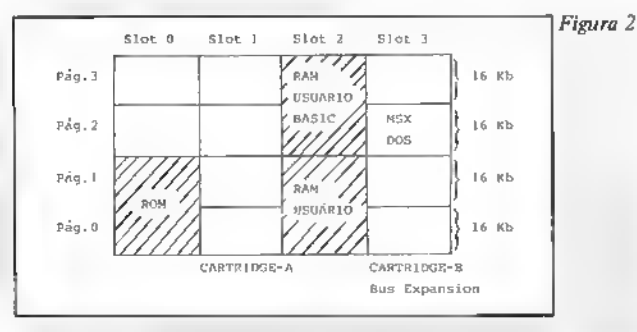 Figura 2
Slot 0 Slot 1 Slot 2 Slot 3
Pág.3 RAM 16 Kb
USUARIO
Pág.2 BASIC MSX 16 Kb
DOS
Pág.1 RAM 16 Kb
ROM USUÁRIO
Pág.0 16 Kb
CARTRIDGE-A CARTRIDGE-B
Bus Expansion